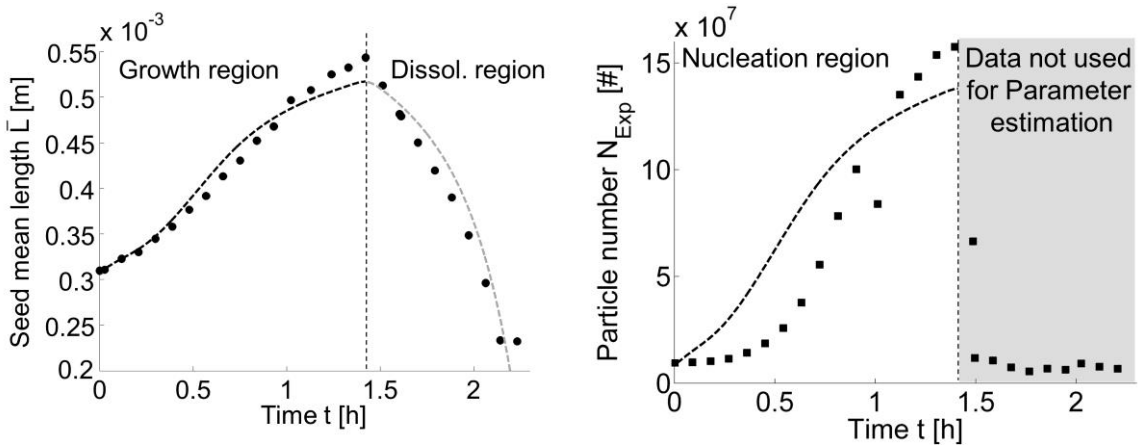 x 10⁻³
0.55
0.5
0.45
0.4
0.35
0.3
0.25
0.2
Seed mean length L̄ [m]
Growth region
Dissol. region
0
0.5
1
1.5
2
Time t [h]
x 10⁷
15
10
5
0
Particle number N_Exp [#]
Nucleation region
Data not used
for Parameter
estimation
0
0.5
1
1.5
2
Time t [h]